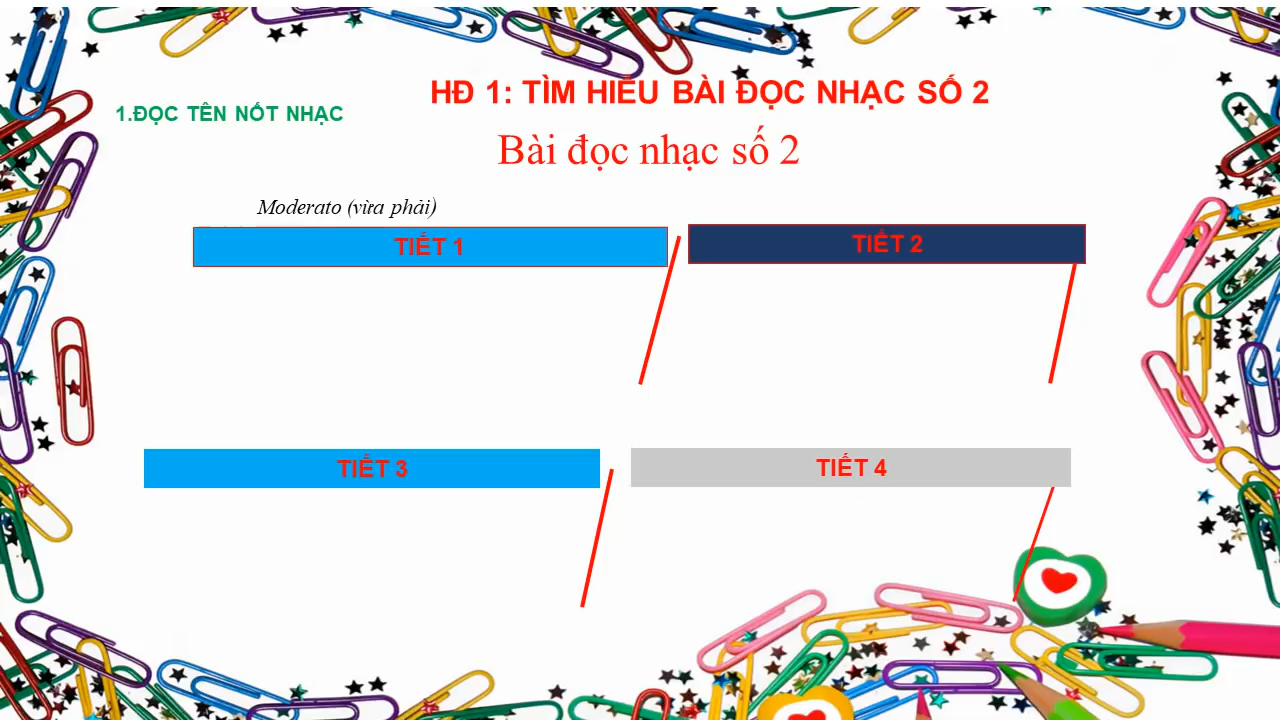 HĐ 1: TÌM HIỂU BÀI ĐỌC NHẠC SỐ 2
1.ĐỌC TÊN NỐT NHẠC
Bài đọc nhạc số 2
Moderato (vừa phải)
TIẾT 1
TIẾT 2
TIẾT 3
TIẾT 4